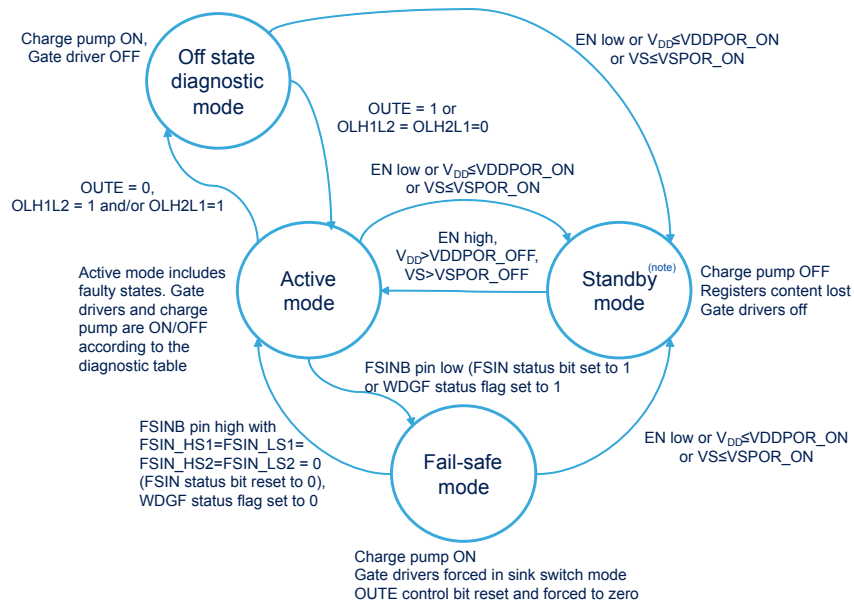 Charge pump ON,
Gate driver OFF
Off state
diagnostic
mode
EN low or VDD≤VDDPOR_ON
or VS≤VSPOR_ON
OUTE = 1 or
OLH1L2 = OLH2L1=0
EN low or VDD≤VDDPOR_ON
or VS≤VSPOR_ON
OUTE = 0,
OLH1L2 = 1 and/or OLH2L1=1
EN high,
VDD>VDDPOR_OFF,
VS>VSPOR_OFF
Active mode includes
faulty states. Gate
drivers and charge
pump are ON/OFF
according to the
diagnostic table
Active
mode
Standby(note)
mode
Charge pump OFF
Registers content lost
Gate drivers off
FSINB pin low (FSIN status bit set to 1
or WDGF status flag set to 1
FSINB pin high with
FSIN_HS1=FSIN_LS1=
FSIN_HS2=FSIN_LS2 = 0
(FSIN status bit reset to 0),
WDGF status flag set to 0
Fail-safe
mode
EN low or VDD≤VDDPOR_ON
or VS≤VSPOR_ON
Charge pump ON
Gate drivers forced in sink switch mode
OUTE control bit reset and forced to zero